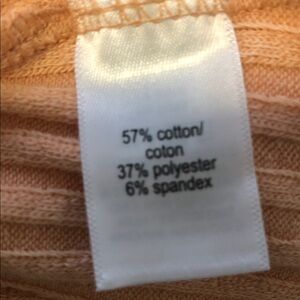 57% cotton/
coton
37% polyester
6% spandex